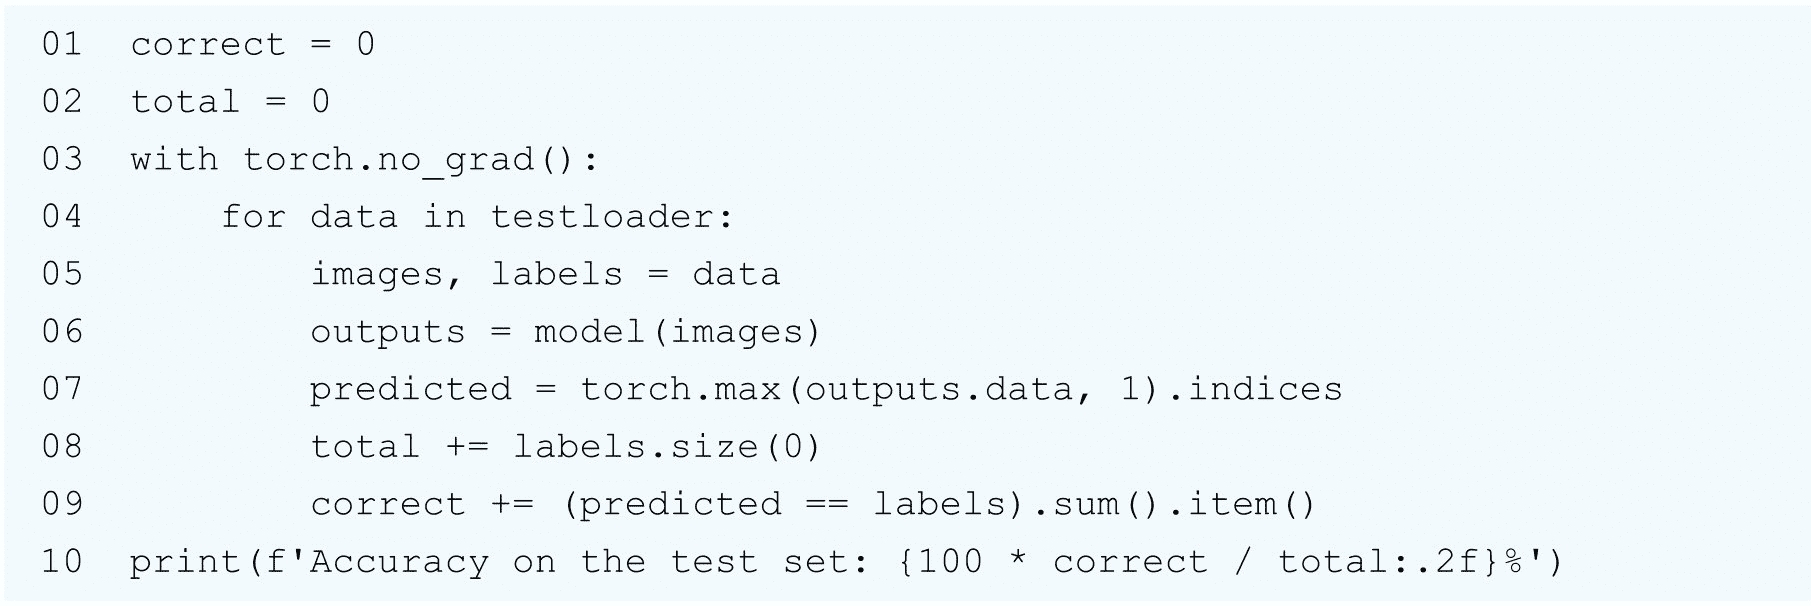 01 correct = 0
02 total = 0
03 with torch.no_grad():
04     for data in testloader:
05         images, labels = data
06         outputs = model(images)
07         predicted = torch.max(outputs.data, 1).indices
08         total += labels.size(0)
09         correct += (predicted == labels).sum().item()
10 print(f'Accuracy on the test set: {100 * correct / total:.2f}%')